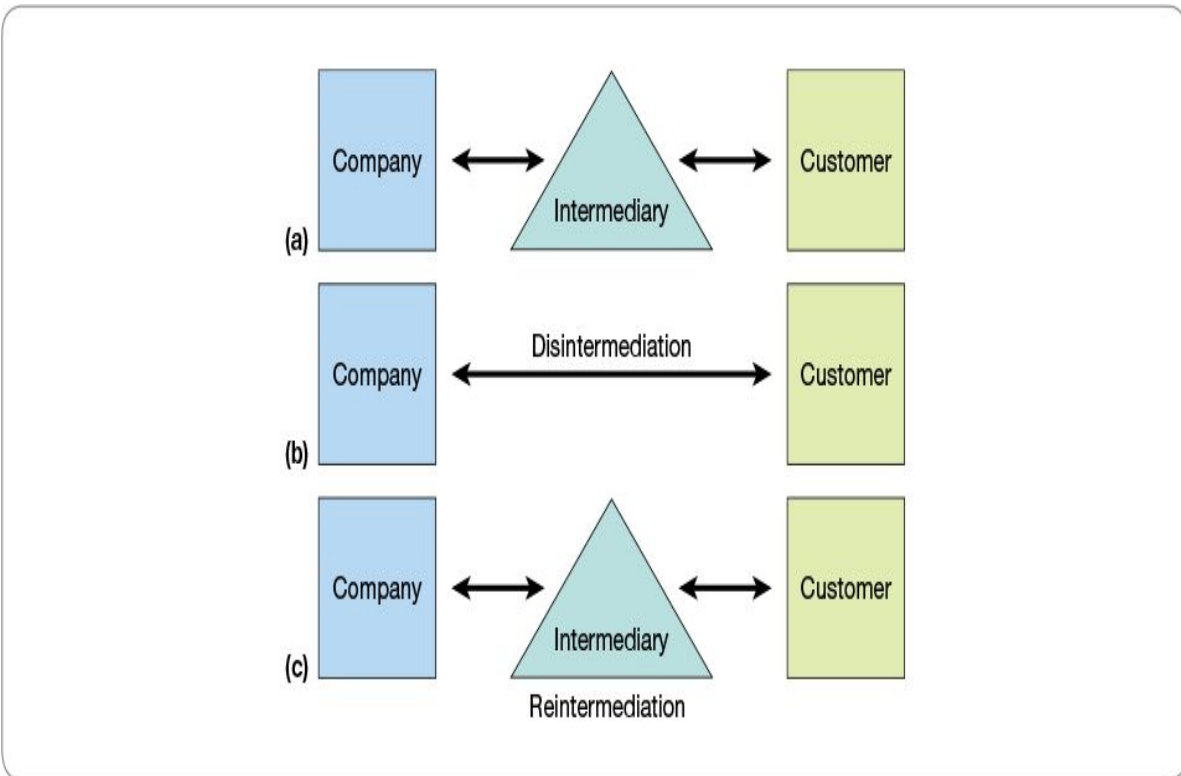 Company
Intermediary
Customer
(a)
Disintermediation
Company
Customer
(b)
Company
Intermediary
Customer
(c)
Reintermediation